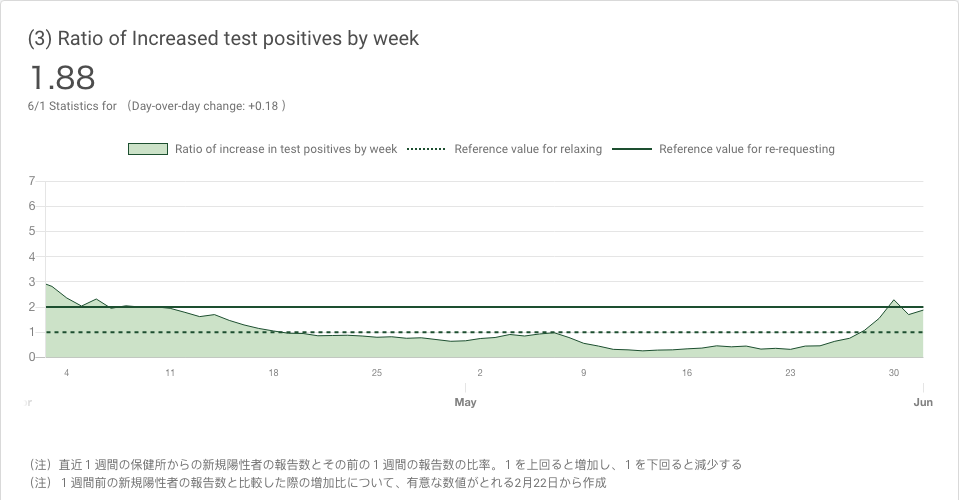 (3) Ratio of Increased test positives by week
1.88
6/1 Statistics for （Day-over-day change: +0.18 ）
Ratio of increase in test positives by week
Reference value for relaxing
Reference value for re-requesting
7
6
5
4
3
2
1
0
4 11 18 25 2 9 16 23 30
May Jun
（注）直近１週間の保健所からの新規陽性者の報告数とその前の１週間の報告数の比率。１を上回ると増加し、１を下回ると減少する
（注）１週間前の新規陽性者の報告数と比較した際の増加比について、有意な数値がとれる2月22日から作成